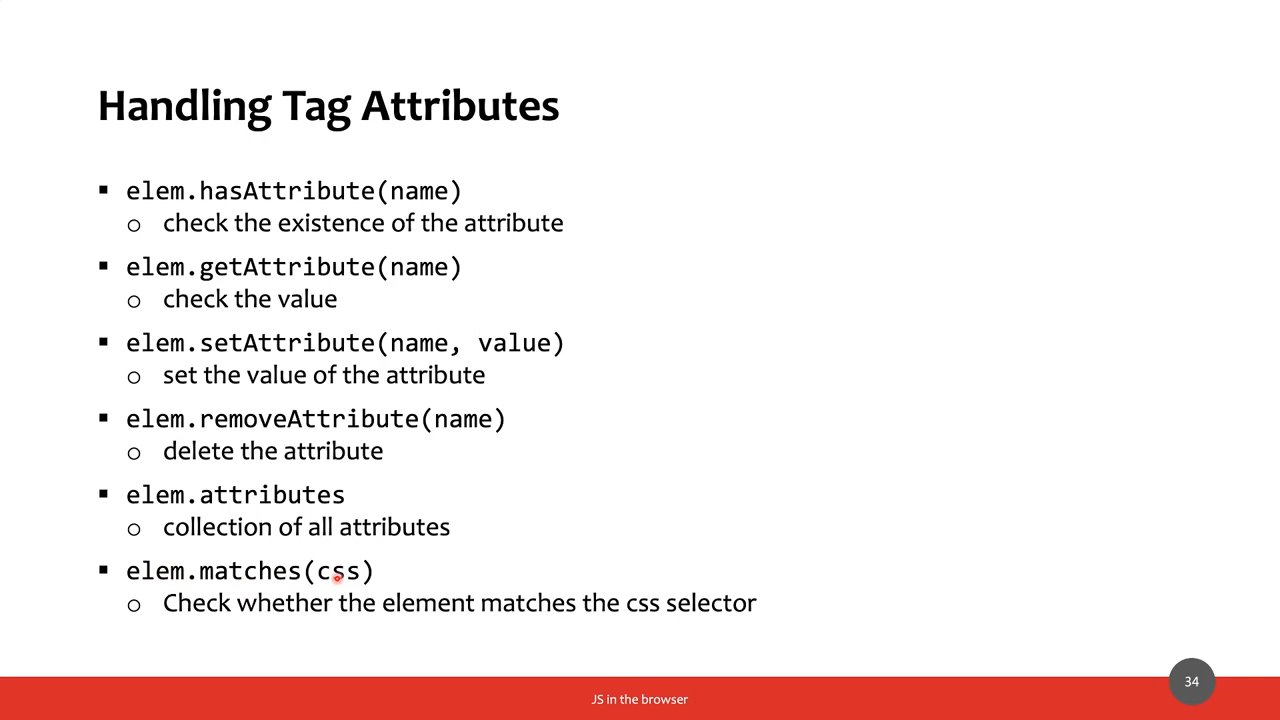 Handling Tag Attributes
▪ elem.hasAttribute(name)
o check the existence of the attribute
▪ elem.getAttribute(name)
o check the value
▪ elem.setAttribute(name, value)
o set the value of the attribute
▪ elem.removeAttribute(name)
o delete the attribute
▪ elem.attributes
o collection of all attributes
▪ elem.matches(css)
o Check whether the element matches the css selector
34
JS in the browser